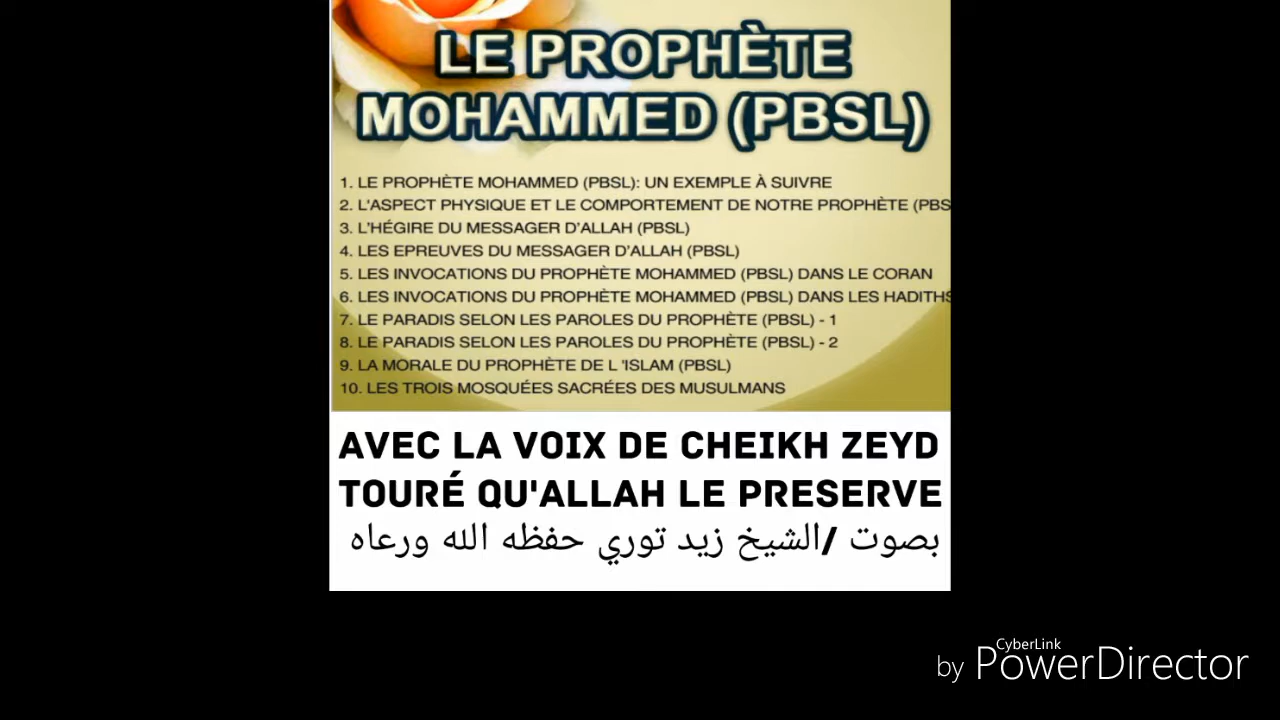 LE PROPHÈTE
MOHAMMED (PBSL)
1. LE PROPHÈTE MOHAMMED (PBSL): UN EXEMPLE À SUIVRE
2. L'ASPECT PHYSIQUE ET LE COMPORTEMENT DE NOTRE PROPHÈTE (PBS
3. L'HÉGIRE DU MESSAGER D'ALLAH (PBSL)
4. LES EPREUVES DU MESSAGER D'ALLAH (PBSL)
5. LES INVOCATIONS DU PROPHÈTE MOHAMMED (PBSL) DANS LE CORAN
6. LES INVOCATIONS DU PROPHÈTE MOHAMMED (PBSL) DANS LES HADITHS
7. LE PARADIS SELON LES PAROLES DU PROPHÈTE (PBSL) - 1
8. LE PARADIS SELON LES PAROLES DU PROPHÈTE (PBSL) - 2
9. LA MORALE DU PROPHÈTE DE L 'ISLAM (PBSL)
10. LES TROIS MOSQUÉES SACRÉES DES MUSULMANS
AVEC LA VOIX DE CHEIKH ZEYD
TOURÉ QU'ALLAH LE PRESERVE
بصوت /الشيخ زيد توري حفظه الله ورعاه
CyberLink
by PowerDirector